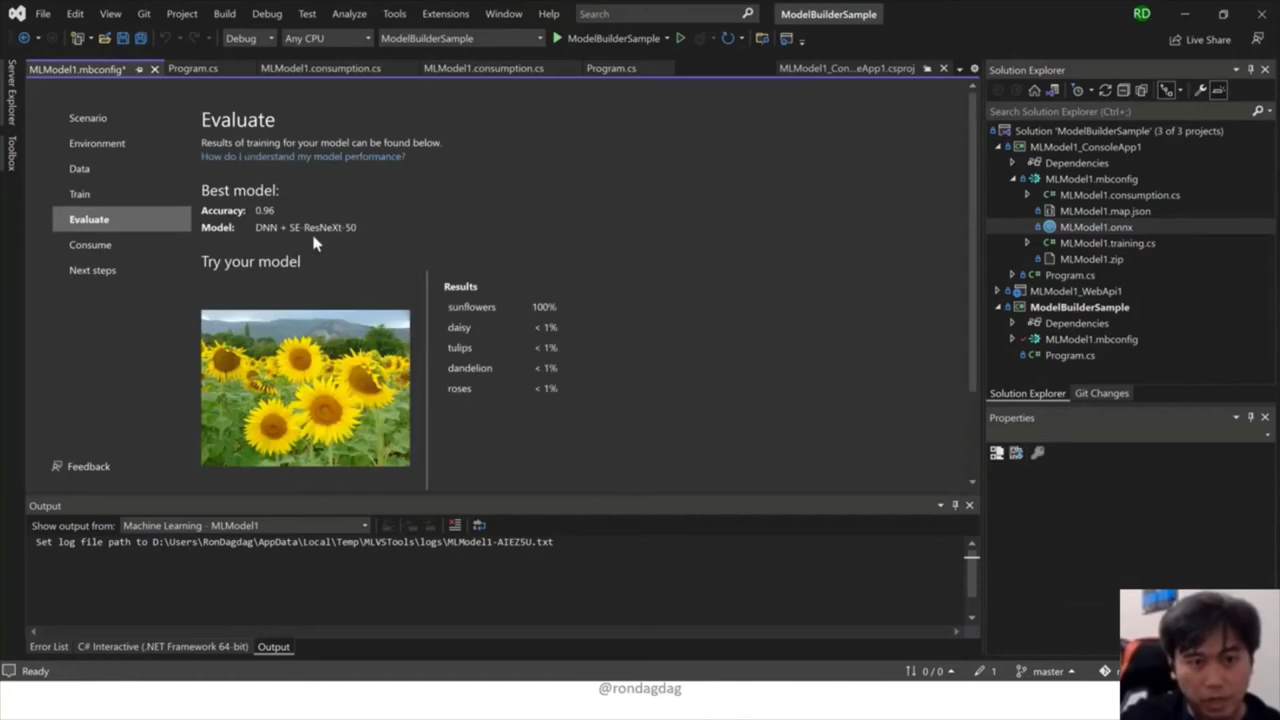 File Edit View Git Project Build Debug Test Analyze Tools Extensions Window Help Search ModelBuilderSample RD
Debug Any CPU ModelBuilderSample ModelBuilderSample Live Share
MLModel1.mbconfig* Program.cs MLModel1.consumption.cs MLModel1.consumption.cs Program.cs MLModel1_Con...eApp1.csproj
Server Explorer
Toolbox
Scenario
Environment
Data
Train
Evaluate
Consume
Next steps
Feedback
Evaluate
Results of training for your model can be found below.
How do I understand my model performance?
Best model:
Accuracy: 0.96
Model: DNN + SE-ResNeXt-50
Try your model
Results
sunflowers 100%
daisy < 1%
tulips < 1%
dandelion < 1%
roses < 1%
Solution Explorer
Search Solution Explorer (Ctrl+;)
Solution 'ModelBuilderSample' (3 of 3 projects)
MLModel1_ConsoleApp1
Dependencies
MLModel1.mbconfig
MLModel1.consumption.cs
MLModel1.map.json
MLModel1.onnx
MLModel1.training.cs
MLModel1.zip
Program.cs
MLModel1_WebApi1
ModelBuilderSample
Dependencies
MLModel1.mbconfig
Program.cs
Solution Explorer Git Changes
Properties
Output
Show output from: Machine Learning - MLModel1
Set log file path to D:\Users\RonDagdag\AppData\Local\Temp\MLVSTools\logs\MLModel1-AIEZ5U.txt
Error List C# Interactive (.NET Framework 64-bit) Output
Ready 0 / 0 1 master
@rondagdag